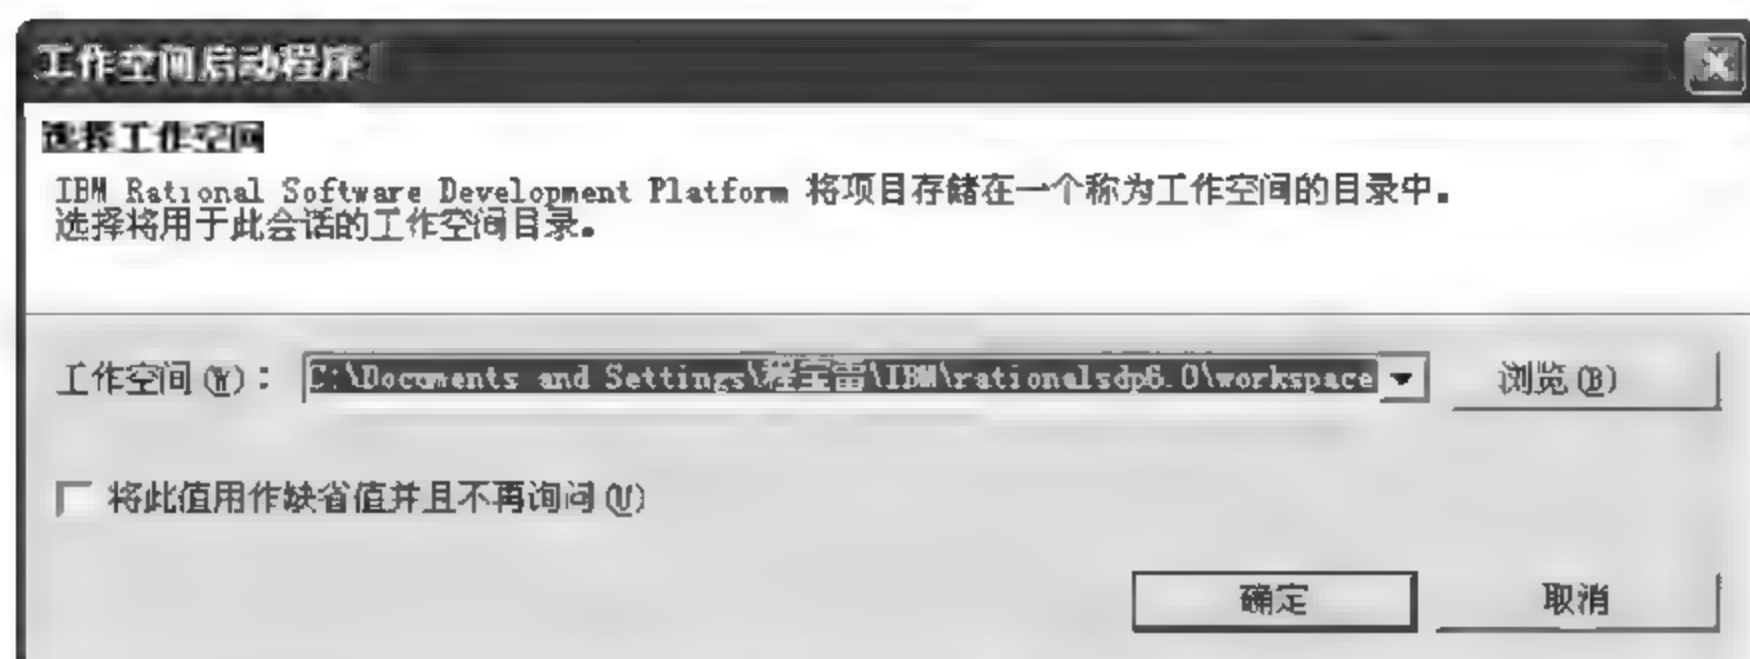 工作空间启动程序
选择工作空间
IBM Rational Software Development Platform 将项目存储在一个称为工作空间的目录中。
选择将用于此会话的工作空间目录。
工作空间(W)： C:\Documents and Settings\程宝雷\IBM\rationalsdp6.0\workspace 浏览(B)
将此值用作缺省值并且不再询问(U)
确定 取消